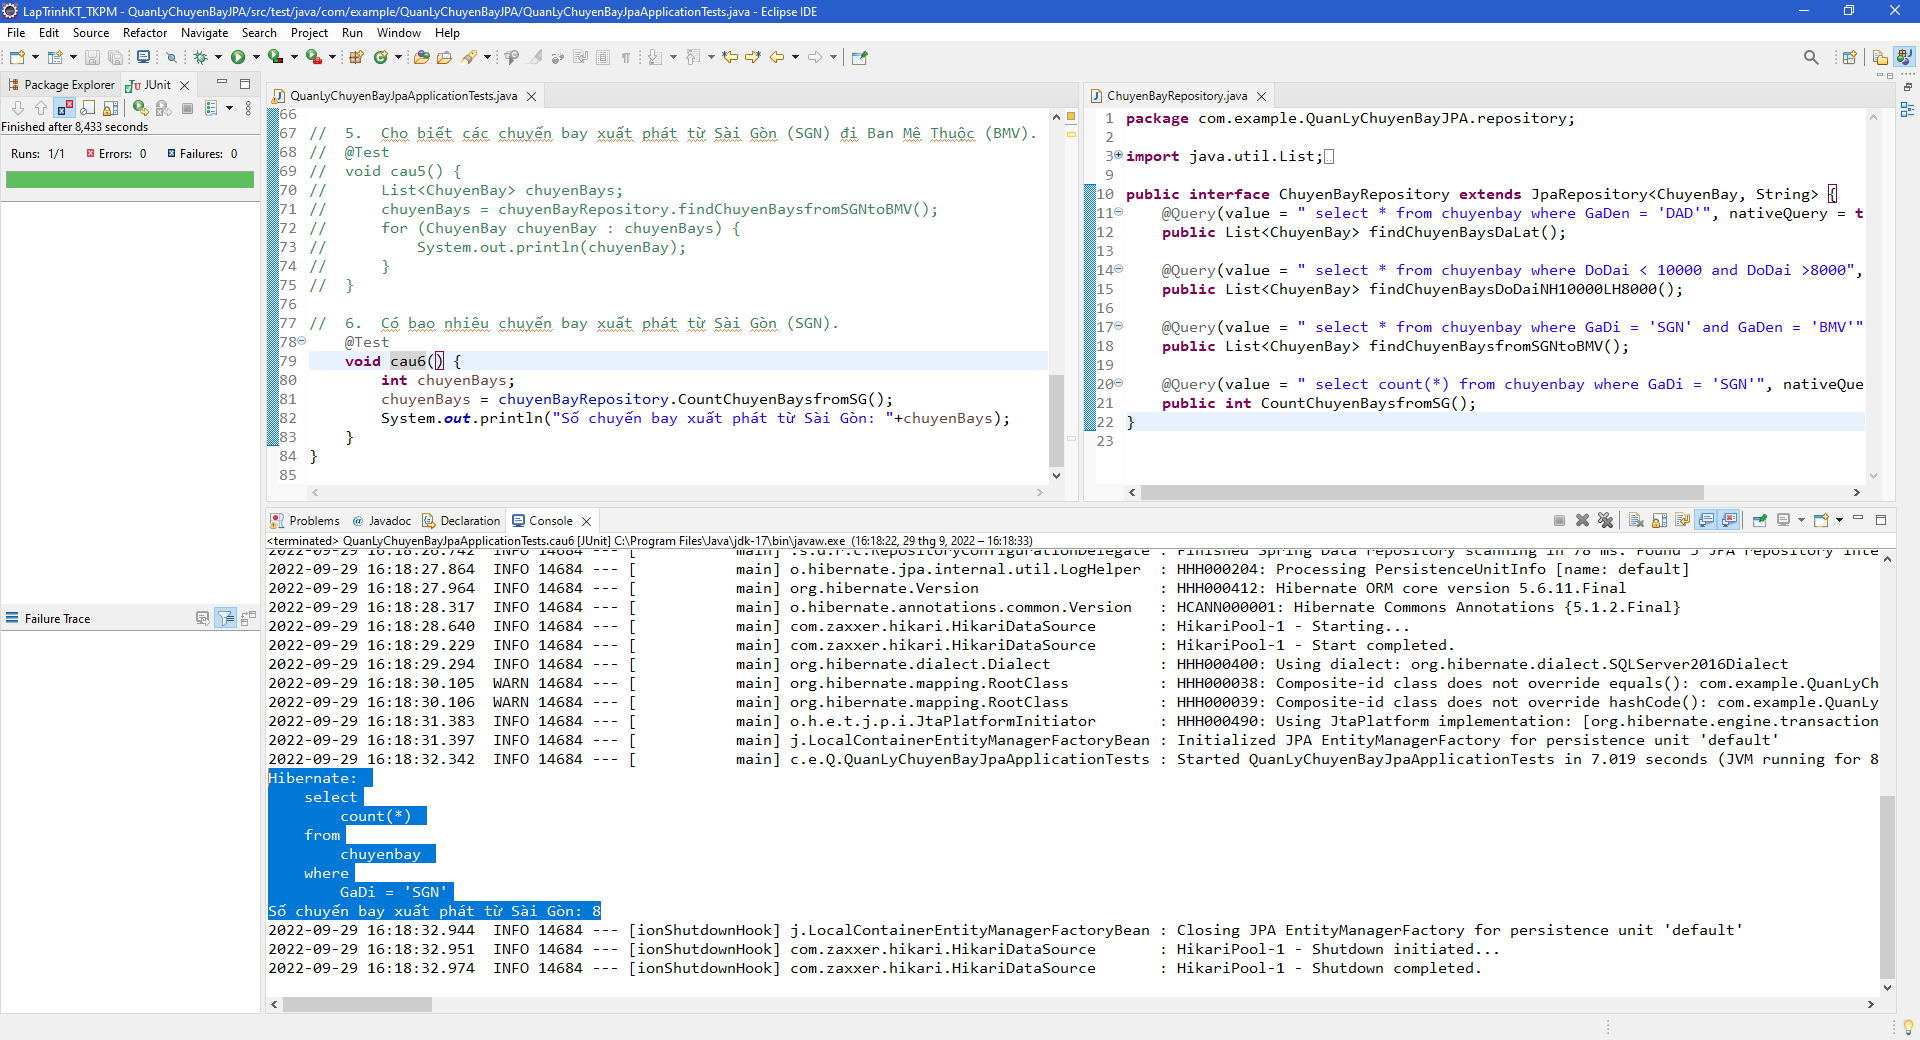 LapTrinhKT_TKPM - QuanLyChuyenBayJPA/src/test/java/com/example/QuanLyChuyenBayJPA/QuanLyChuyenBayJpaApplicationTests.java - Eclipse IDE
File Edit Source Refactor Navigate Search Project Run Window Help
Package Explorer JUnit
Finished after 8,433 seconds
Runs: 1/1 Errors: 0 Failures: 0
Failure Trace
QuanLyChuyenBayJpaApplicationTests.java
66
67 // 5. Cho biết các chuyến bay xuất phát từ Sài Gòn (SGN) đi Ban Mê Thuộc (BMV).
68 // @Test
69 // void cau5() {
70 // List<ChuyenBay> chuyenBays;
71 // chuyenBays = chuyenBayRepository.findChuyenBaysfromSGNtoBMV();
72 // for (ChuyenBay chuyenBay : chuyenBays) {
73 // System.out.println(chuyenBay);
74 // }
75 // }
76
77 // 6. Có bao nhiêu chuyến bay xuất phát từ Sài Gòn (SGN).
78 @Test
79 void cau6() {
80 int chuyenBays;
81 chuyenBays = chuyenBayRepository.CountChuyenBaysfromSG();
82 System.out.println("Số chuyến bay xuất phát từ Sài Gòn: "+chuyenBays);
83 }
84 }
85
ChuyenBayRepository.java
1 package com.example.QuanLyChuyenBayJPA.repository;
2
3 import java.util.List;
9
10 public interface ChuyenBayRepository extends JpaRepository<ChuyenBay, String> {
11 @Query(value = " select * from chuyenbay where GaDen = 'DAD'", nativeQuery = t
12 public List<ChuyenBay> findChuyenBaysDaLat();
13
14 @Query(value = " select * from chuyenbay where DoDai < 10000 and DoDai >8000",
15 public List<ChuyenBay> findChuyenBaysDoDaiNH10000LH8000();
16
17 @Query(value = " select * from chuyenbay where GaDi = 'SGN' and GaDen = 'BMV'"
18 public List<ChuyenBay> findChuyenBaysfromSGNtoBMV();
19
20 @Query(value = " select count(*) from chuyenbay where GaDi = 'SGN'", nativeQue
21 public int CountChuyenBaysfromSG();
22 }
23
Problems Javadoc Declaration Console
<terminated> QuanLyChuyenBayJpaApplicationTests.cau6 [JUnit] C:\Program Files\Java\jdk-17\bin\javaw.exe (16:18:22, 29 thg 9, 2022 – 16:18:33)
2022-09-29 16:18:26.742 INFO 14684 --- [ main] .s.d.r.c.RepositoryConfigurationDelegate : Finished Spring Data repository scanning in 78 ms. Found 5 JPA repository inte
2022-09-29 16:18:27.864 INFO 14684 --- [ main] o.hibernate.jpa.internal.util.LogHelper : HHH000204: Processing PersistenceUnitInfo [name: default]
2022-09-29 16:18:27.964 INFO 14684 --- [ main] org.hibernate.Version : HHH000412: Hibernate ORM core version 5.6.11.Final
2022-09-29 16:18:28.317 INFO 14684 --- [ main] o.hibernate.annotations.common.Version : HCANN000001: Hibernate Commons Annotations {5.1.2.Final}
2022-09-29 16:18:28.640 INFO 14684 --- [ main] com.zaxxer.hikari.HikariDataSource : HikariPool-1 - Starting...
2022-09-29 16:18:29.229 INFO 14684 --- [ main] com.zaxxer.hikari.HikariDataSource : HikariPool-1 - Start completed.
2022-09-29 16:18:29.294 INFO 14684 --- [ main] org.hibernate.dialect.Dialect : HHH000400: Using dialect: org.hibernate.dialect.SQLServer2016Dialect
2022-09-29 16:18:30.105 WARN 14684 --- [ main] org.hibernate.mapping.RootClass : HHH000038: Composite-id class does not override equals(): com.example.QuanLyCh
2022-09-29 16:18:30.106 WARN 14684 --- [ main] org.hibernate.mapping.RootClass : HHH000039: Composite-id class does not override hashCode(): com.example.QuanLy
2022-09-29 16:18:31.383 INFO 14684 --- [ main] o.h.e.t.j.p.i.JtaPlatformInitiator : HHH000490: Using JtaPlatform implementation: [org.hibernate.engine.transaction
2022-09-29 16:18:31.397 INFO 14684 --- [ main] j.LocalContainerEntityManagerFactoryBean : Initialized JPA EntityManagerFactory for persistence unit 'default'
2022-09-29 16:18:32.342 INFO 14684 --- [ main] c.e.Q.QuanLyChuyenBayJpaApplicationTests : Started QuanLyChuyenBayJpaApplicationTests in 7.019 seconds (JVM running for 8
Hibernate:
select
count(*)
from
chuyenbay
where
GaDi = 'SGN'
Số chuyến bay xuất phát từ Sài Gòn: 8
2022-09-29 16:18:32.944 INFO 14684 --- [ionShutdownHook] j.LocalContainerEntityManagerFactoryBean : Closing JPA EntityManagerFactory for persistence unit 'default'
2022-09-29 16:18:32.951 INFO 14684 --- [ionShutdownHook] com.zaxxer.hikari.HikariDataSource : HikariPool-1 - Shutdown initiated...
2022-09-29 16:18:32.974 INFO 14684 --- [ionShutdownHook] com.zaxxer.hikari.HikariDataSource : HikariPool-1 - Shutdown completed.